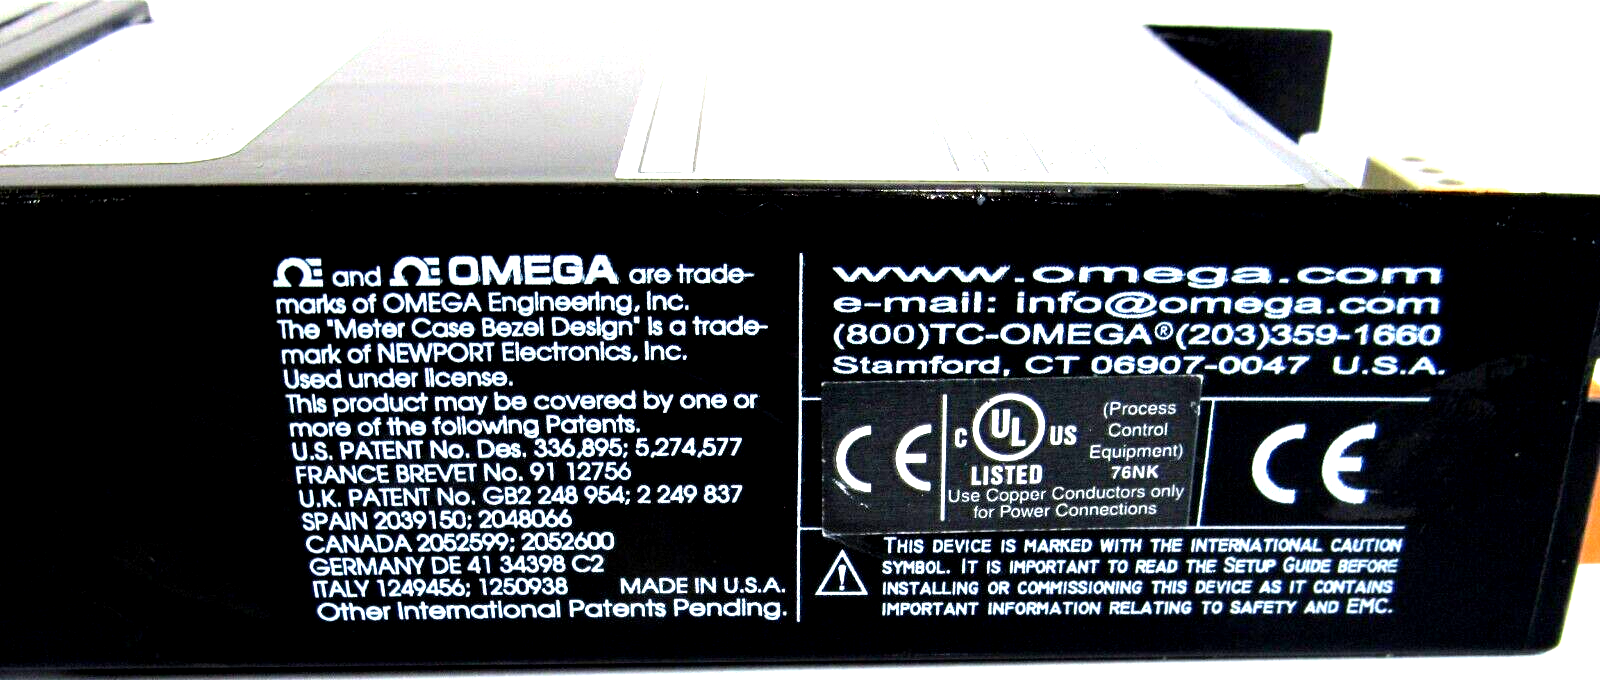 ΩE and ΩE OMEGA are trade-
marks of OMEGA Engineering, Inc.
The "Meter Case Bezel Design" is a trade-
mark of NEWPORT Electronics, Inc.
Used under license.
This product may be covered by one or
more of the following Patents.
U.S. PATENT No. Des. 336,895; 5,274,577
FRANCE BREVET No. 91 12756
U.K. PATENT No. GB2 248 954; 2 249 837
SPAIN 2039150; 2048066
CANADA 2052599; 2052600
GERMANY DE 41 34398 C2
ITALY 1249456; 1250938 MADE IN U.S.A.
Other International Patents Pending.
www.omega.com
e-mail: info@omega.com
(800)TC-OMEGA®(203)359-1660
Stamford, CT 06907-0047 U.S.A.
CE
C UL US
LISTED
(Process
Control
Equipment)
76NK
Use Copper Conductors only
for Power Connections
CE
THIS DEVICE IS MARKED WITH THE INTERNATIONAL CAUTION
SYMBOL. IT IS IMPORTANT TO READ THE SETUP GUIDE BEFORE
INSTALLING OR COMMISSIONING THIS DEVICE AS IT CONTAINS
IMPORTANT INFORMATION RELATING TO SAFETY AND EMC.